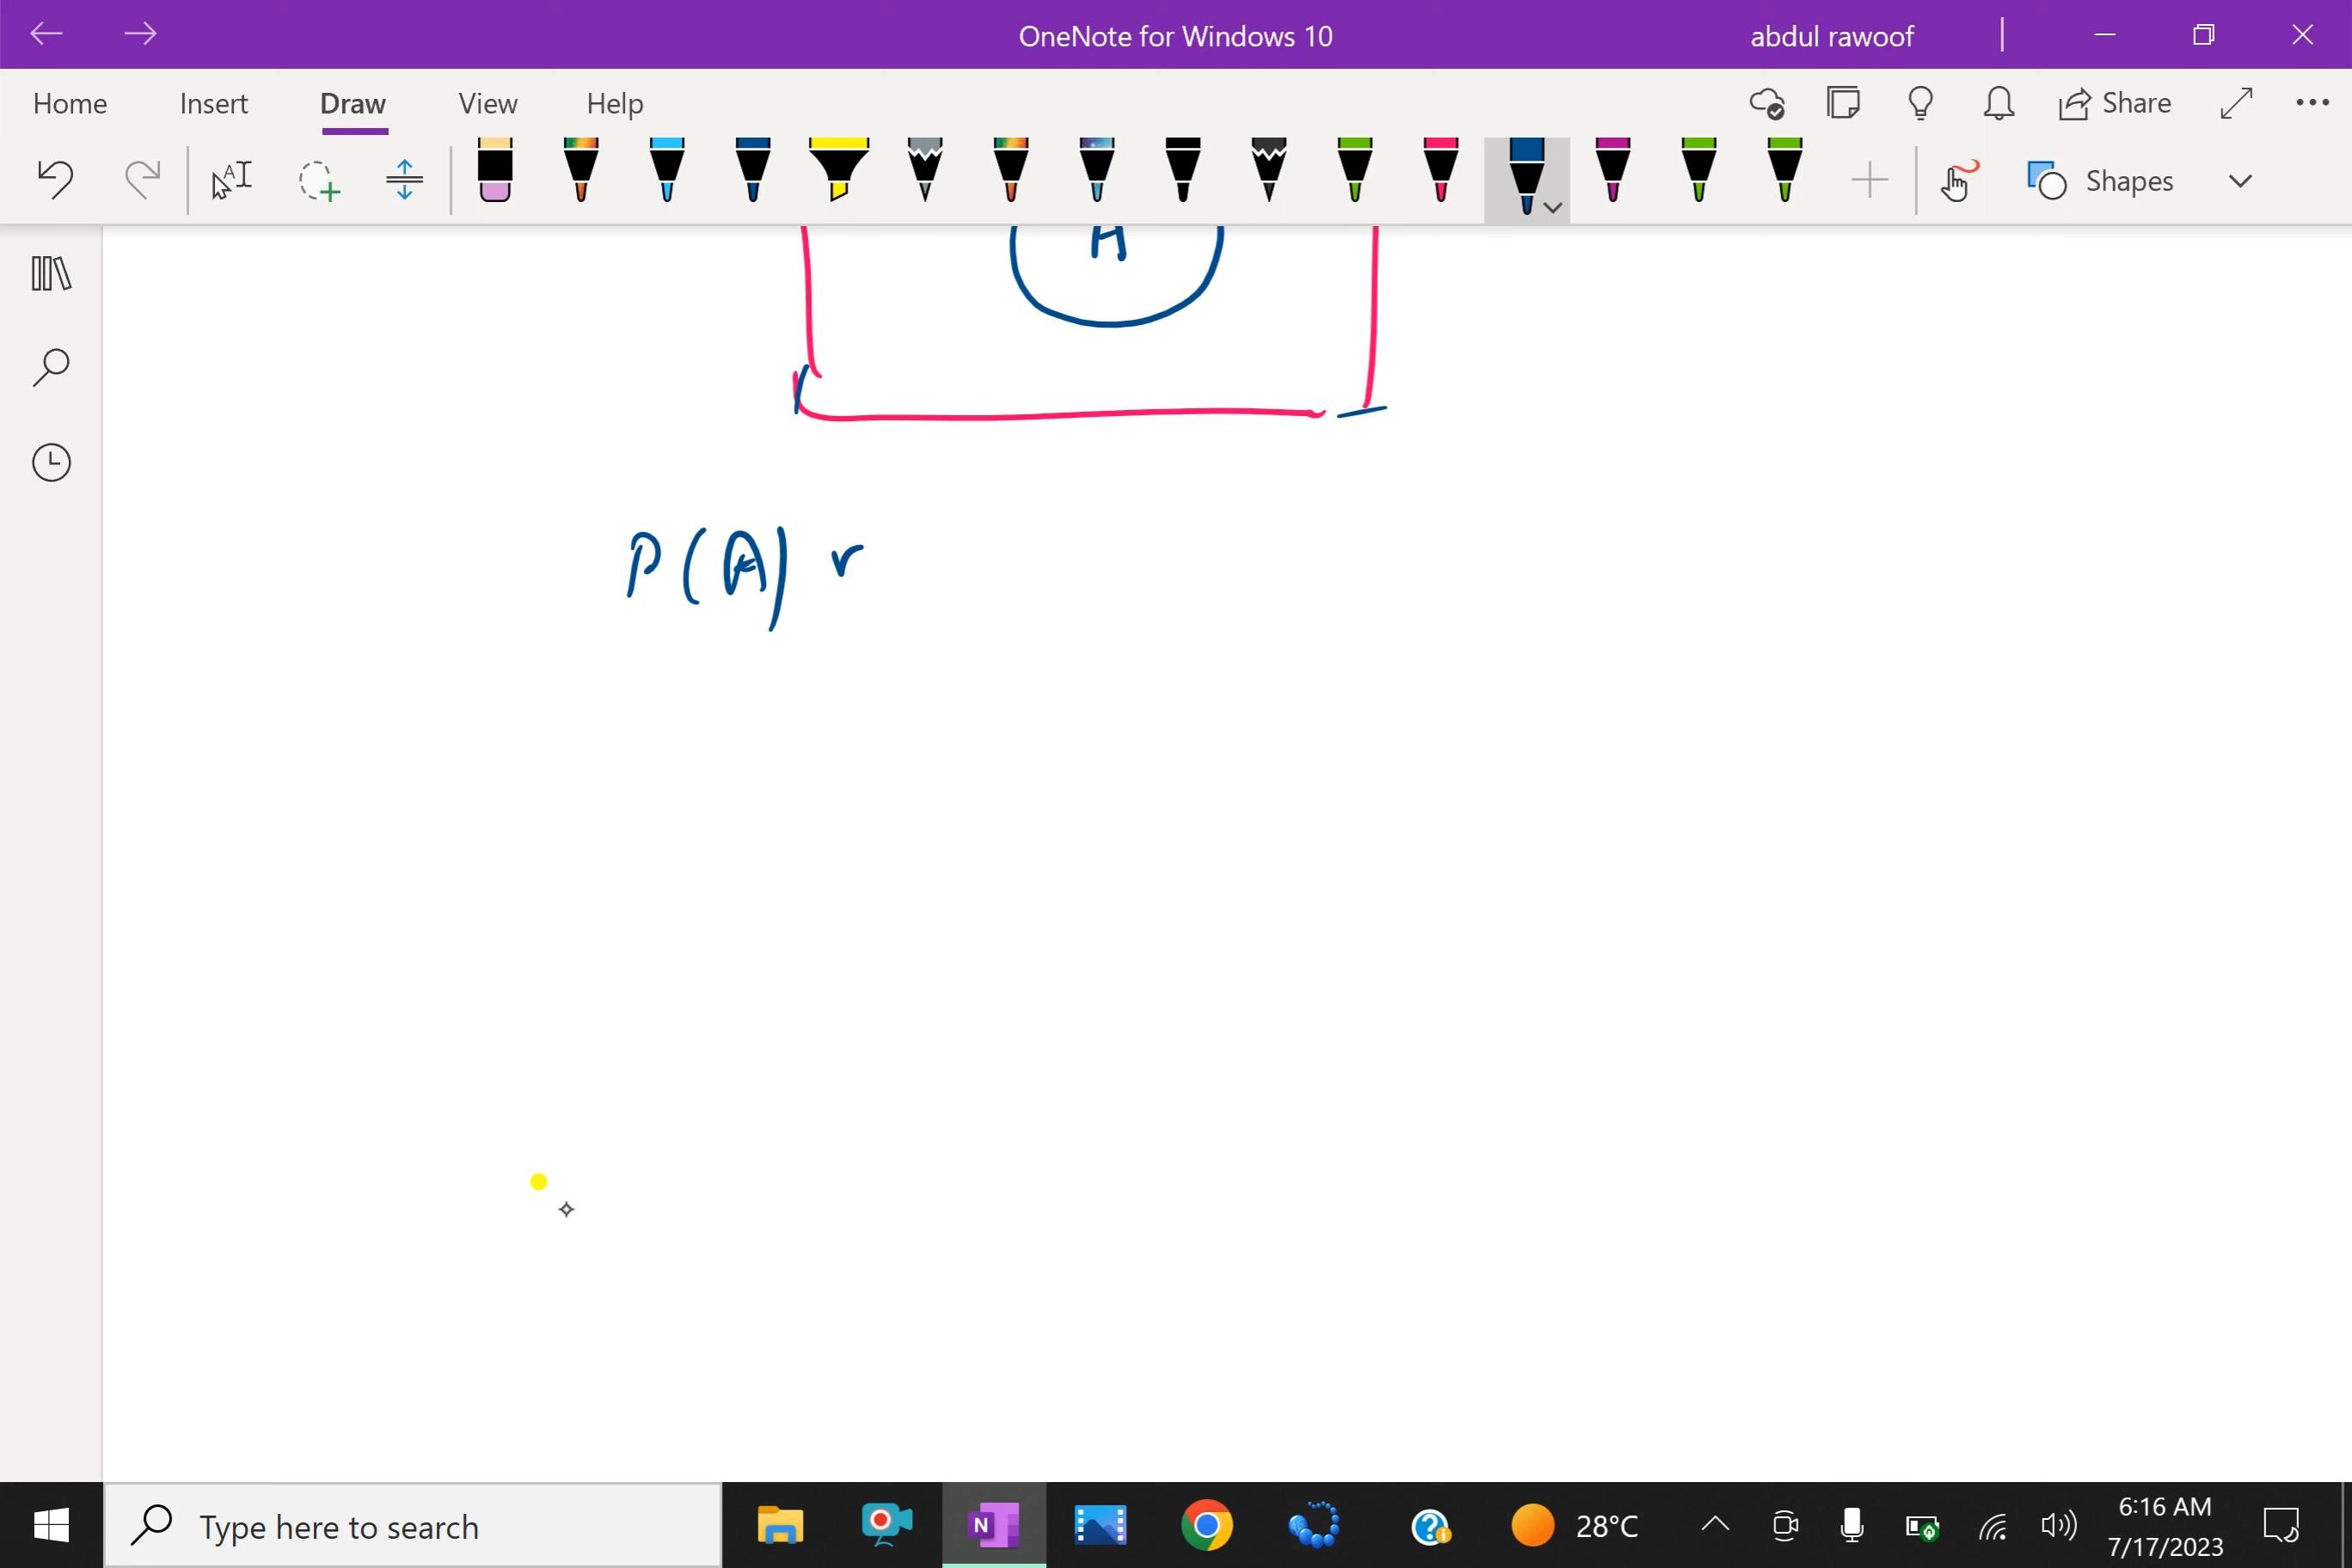 OneNote for Windows 10
abdul rawoof
Home Insert Draw View Help
Share
Shapes
A
P(A) r
Type here to search
28°C
6:16 AM
7/17/2023